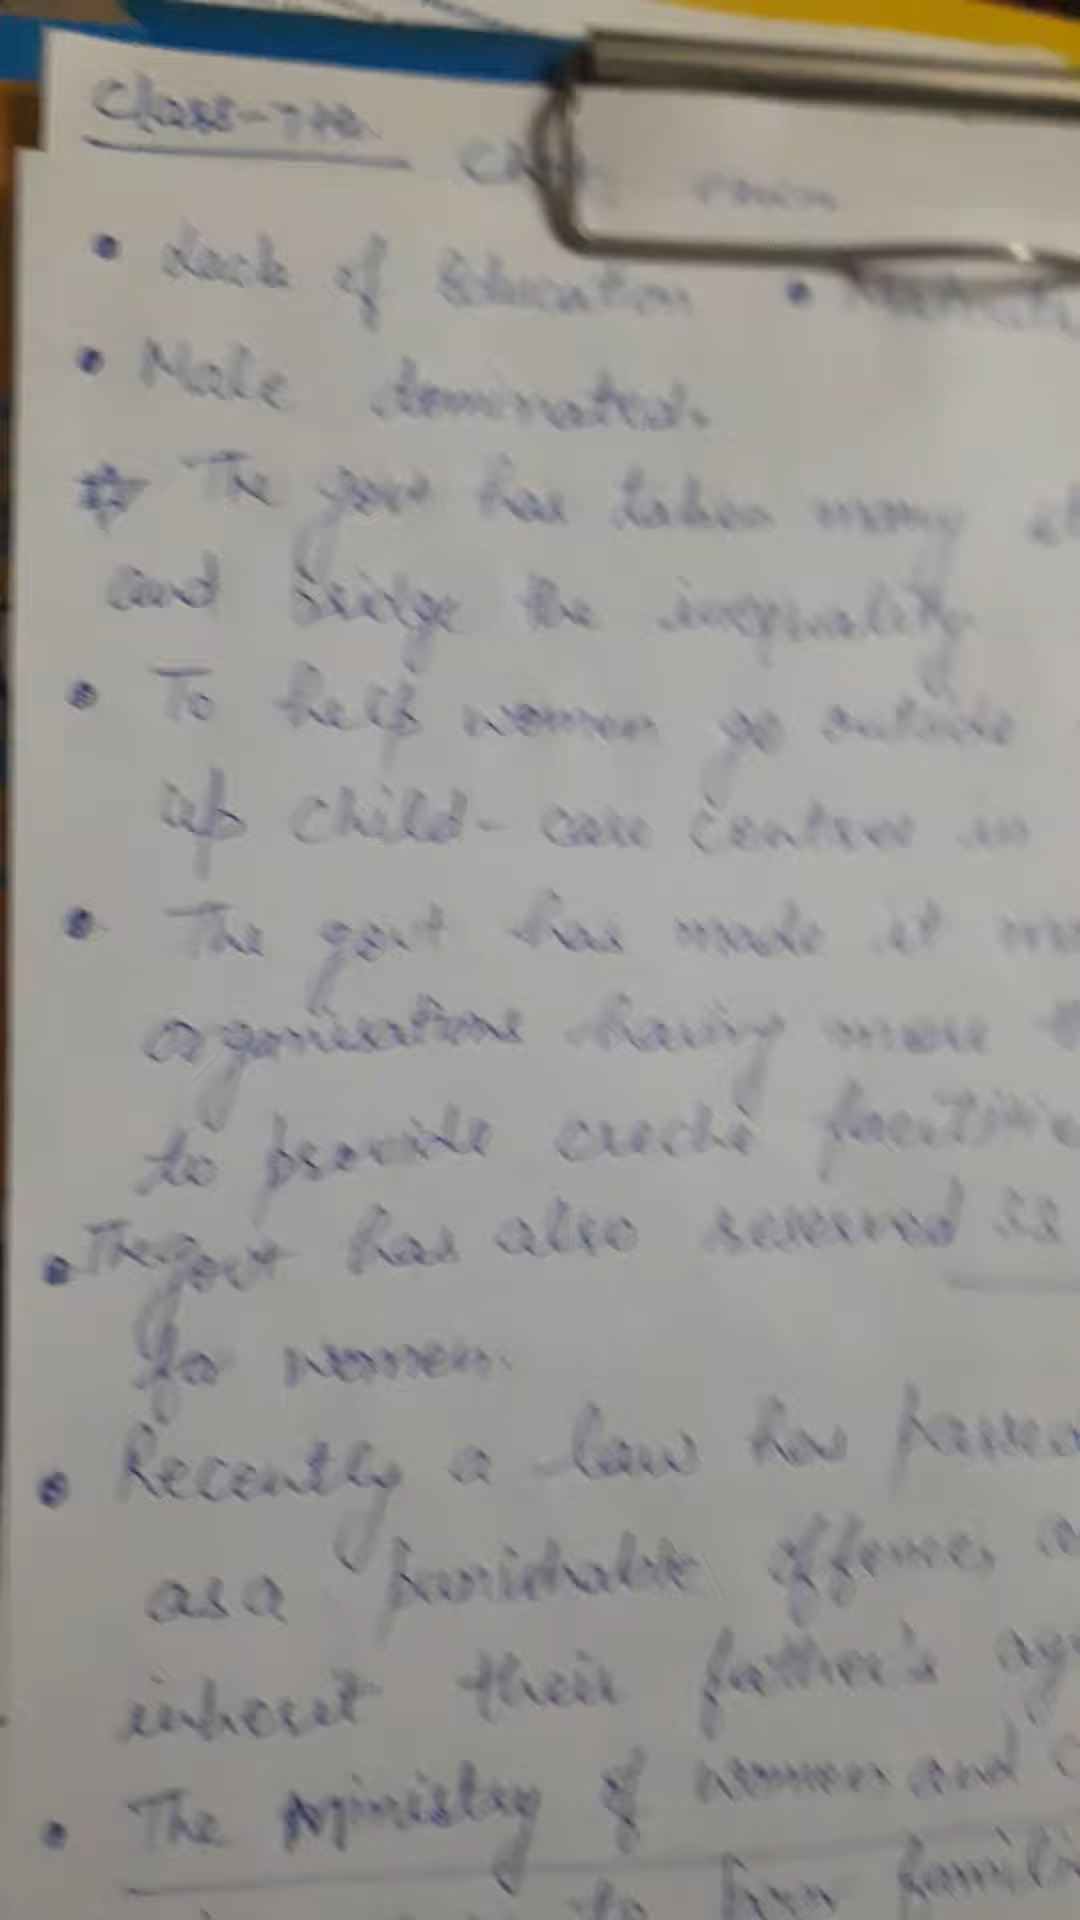 Class-7th
• Lack of Education •
• Male dominated.
The govt has taken many
and bridge the inequality.
• To help women go outside
up child-care centres in
• The govt has made it
organisations having more
to provide creche facilities
• The govt has also reserved 33
for women.
• Recently a law has passed
as a punishable offence,
inherit their father's
• The ministry of women and
to poor